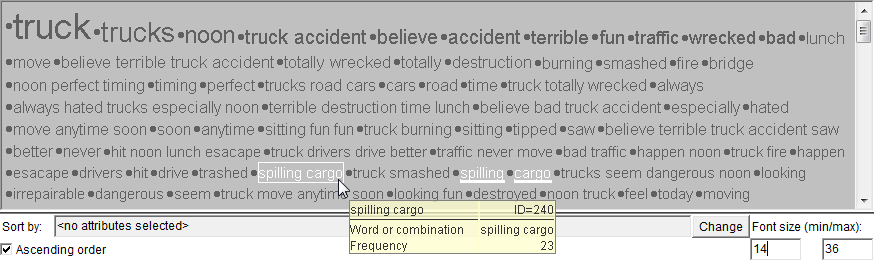 •truck •trucks •noon •truck accident •believe •accident •terrible •fun •traffic •wrecked •bad •lunch
•move •believe terrible truck accident •totally wrecked •totally •destruction •burning •smashed •fire •bridge
•noon perfect timing •timing •perfect •trucks road cars •cars •road •time •truck totally wrecked •always
•always hated trucks especially noon •terrible destruction time lunch •believe bad truck accident •especially •hated
•move anytime soon •soon •anytime •sitting fun fun •truck burning •sitting •tipped •saw •believe terrible truck accident saw
•better •never •hit noon lunch esacape •truck drivers drive better •traffic never move •bad traffic •happen noon •truck fire •happen
•esacape •drivers •hit •drive •trashed •spilling cargo •truck smashed •spilling •cargo •trucks seem dangerous noon •looking
•irrepairable •dangerous •seem •truck move anytime soon •looking fun •destroyed •noon truck •feel •today •moving
spilling cargo ID=240
Word or combination spilling cargo
Frequency 23
Sort by: <no attributes selected> Change Font size (min/max):
Ascending order 14 36